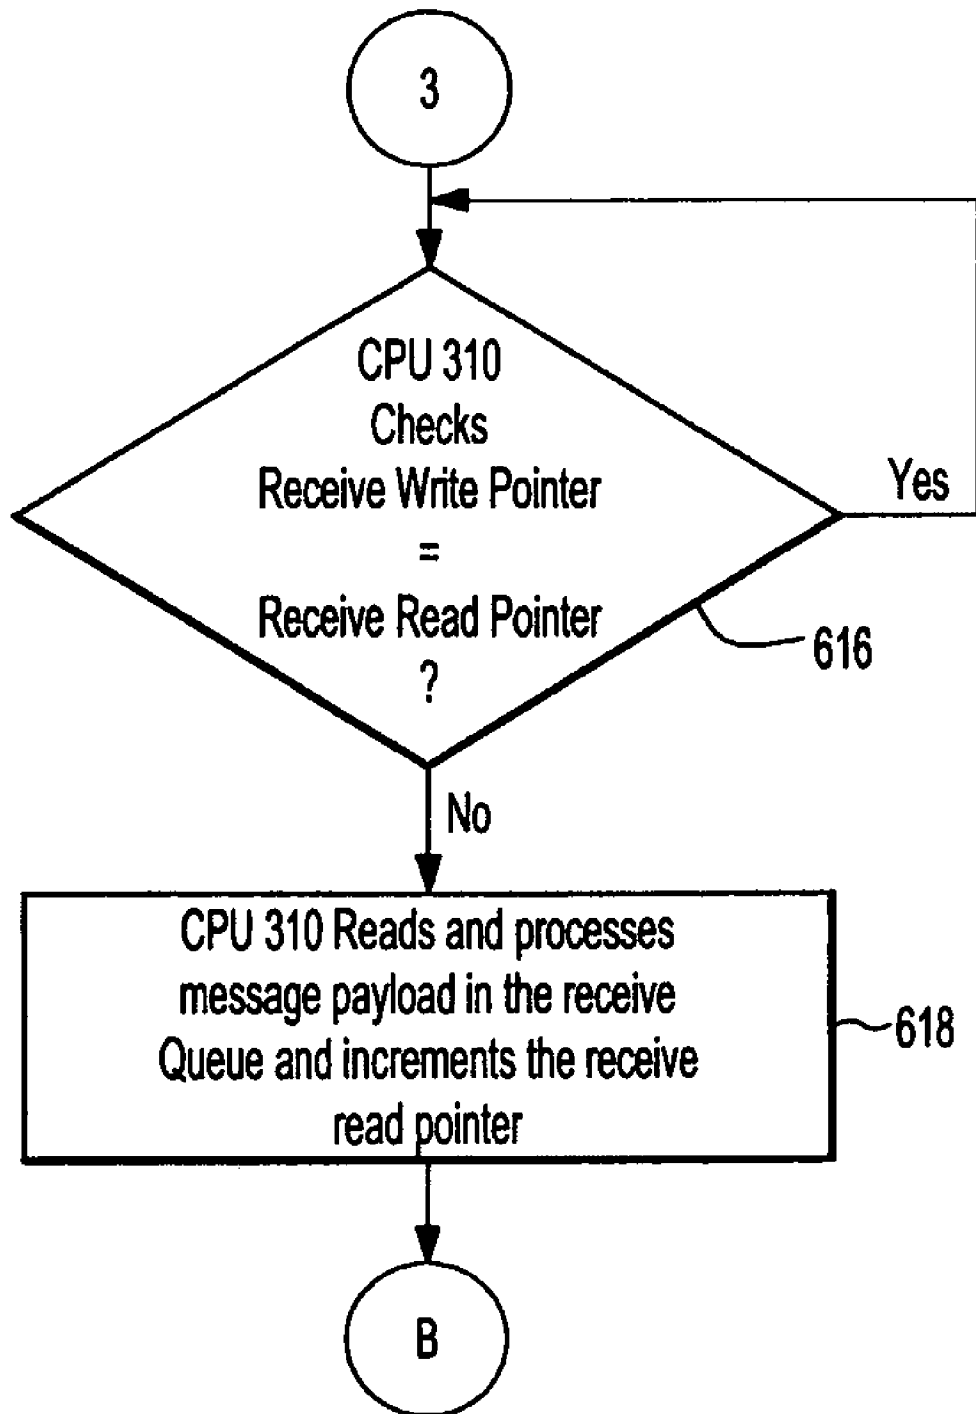 3
CPU 310
Checks
Receive Write Pointer
=
Receive Read Pointer
?
Yes
616
No
CPU 310 Reads and processes
message payload in the receive
Queue and increments the receive
read pointer
618
B